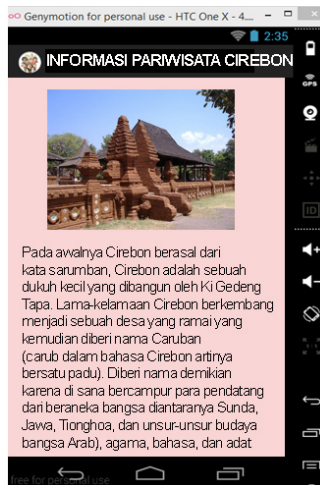 Genymotion for personal use - HTC One X - 4...
2:35
INFORMASI PARIWISATA CIREBON
GPS
ID
1:1
Pada awalnya Cirebon berasal dari
kata sarumban, Cirebon adalah sebuah
dukuh kecil yang dibangun oleh Ki Gedeng
Tapa. Lama-kelamaan Cirebon berkembang
menjadi sebuah desa yang ramai yang
kemudian diberi nama Caruban
(carub dalam bahasa Cirebon artinya
bersatu padu). Diberi nama demikian
karena di sana bercampur para pendatang
dari beraneka bangsa diantaranya Sunda,
Jawa, Tionghoa, dan unsur-unsur budaya
bangsa Arab), agama, bahasa, dan adat
free for personal use